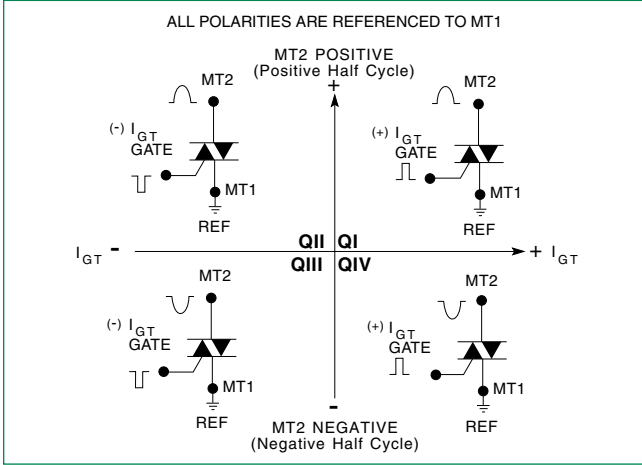 ALL POLARITIES ARE REFERENCED TO MT1
MT2 POSITIVE
(Positive Half Cycle)
+
MT2
(-) IGT
GATE
MT1
REF
MT2
(+) IGT
GATE
MT1
REF
IGT -
QII QI
QIII QIV
+ IGT
MT2
(-) IGT
GATE
MT1
REF
MT2
(+) IGT
GATE
MT1
REF
-
MT2 NEGATIVE
(Negative Half Cycle)